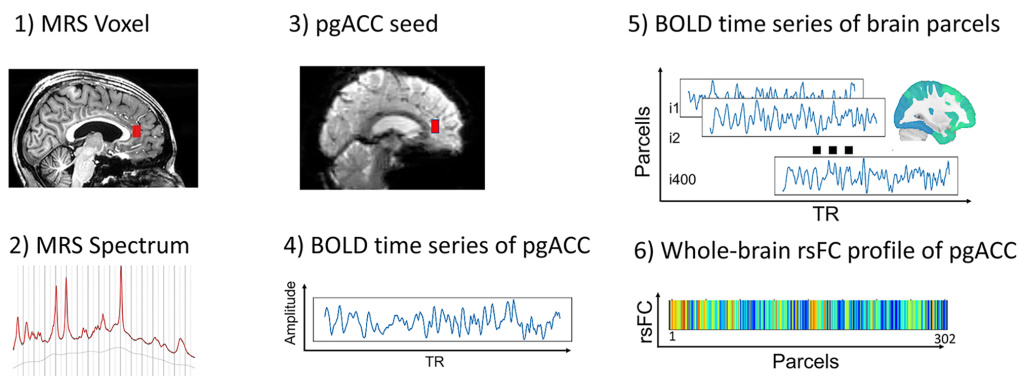 1) MRS Voxel
3) pgACC seed
5) BOLD time series of brain parcels
Parcells
i1
i2
i400
TR
2) MRS Spectrum
4) BOLD time series of pgACC
Amplitude
TR
6) Whole-brain rsFC profile of pgACC
rsFC
1
302
Parcels